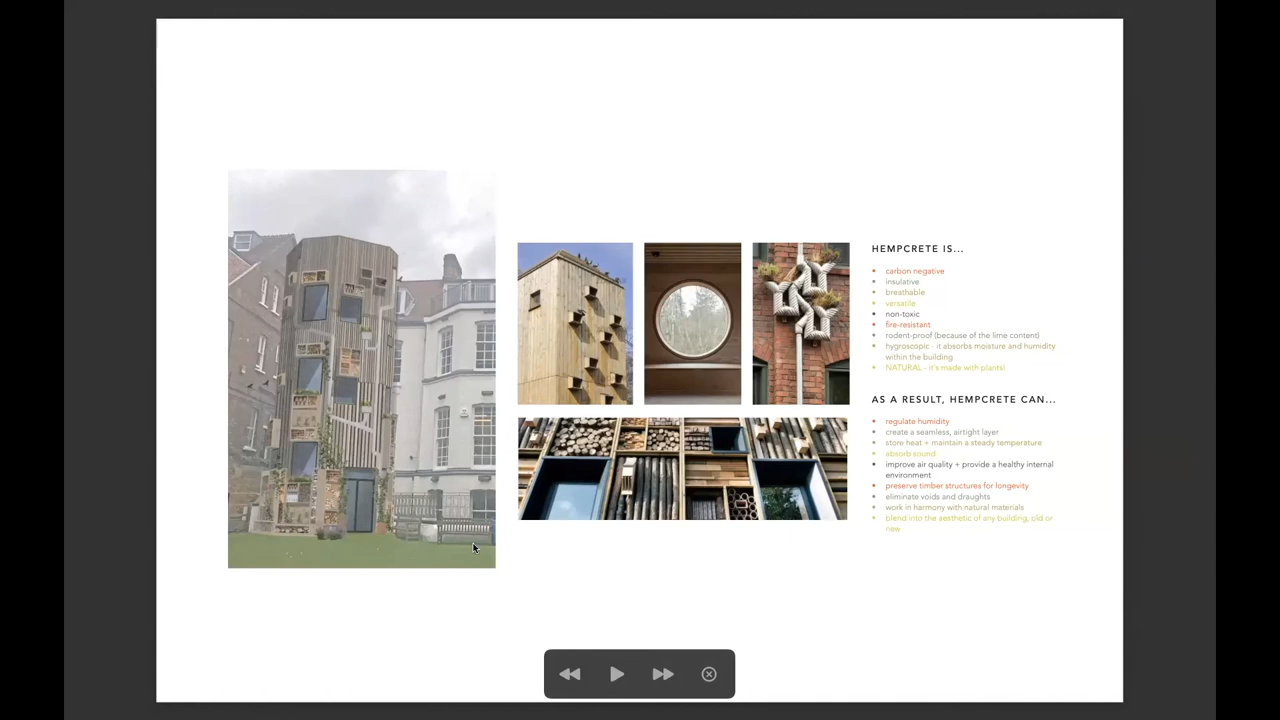 HEMPCRETE IS...
• carbon negative
• insulative
• breathable
• versatile
• non-toxic
• fire-resistant
• rodent-proof (because of the lime content)
• hygroscopic - it absorbs moisture and humidity
within the building
• NATURAL - it's made with plants!
AS A RESULT, HEMPCRETE CAN...
• regulate humidity
• create a seamless, airtight layer
• store heat + maintain a steady temperature
• absorb sound
• improve air quality + provide a healthy internal
environment
• preserve timber structures for longevity
• eliminate voids and draughts
• work in harmony with natural materials
• blend into the aesthetic of any building, old or
new.